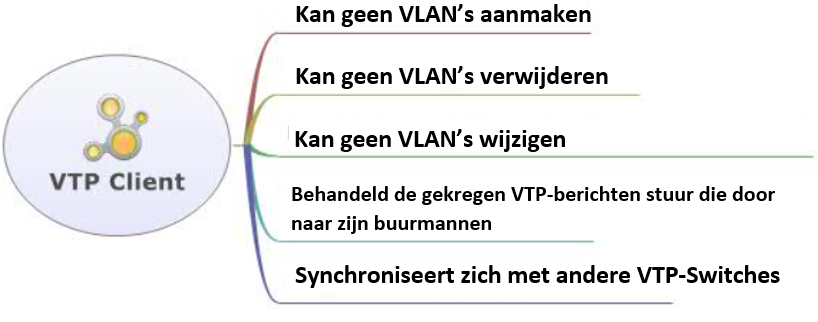 Kan geen VLAN’s aanmaken
Kan geen VLAN’s verwijderen
Kan geen VLAN’s wijzigen
VTP Client
Behandeld de gekregen VTP-berichten stuur die door
naar zijn buurmannen
Synchroniseert zich met andere VTP-Switches